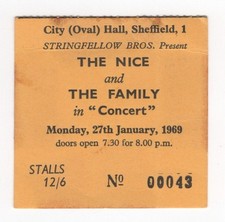 City (Oval) Hall, Sheffield, 1
STRINGFELLOW BROS. Present
THE NICE
and
THE FAMILY
in "Concert"
Monday, 27th January, 1969
doors open 7.30 for 8.00 p.m.
STALLS
12/6 Nº 00043